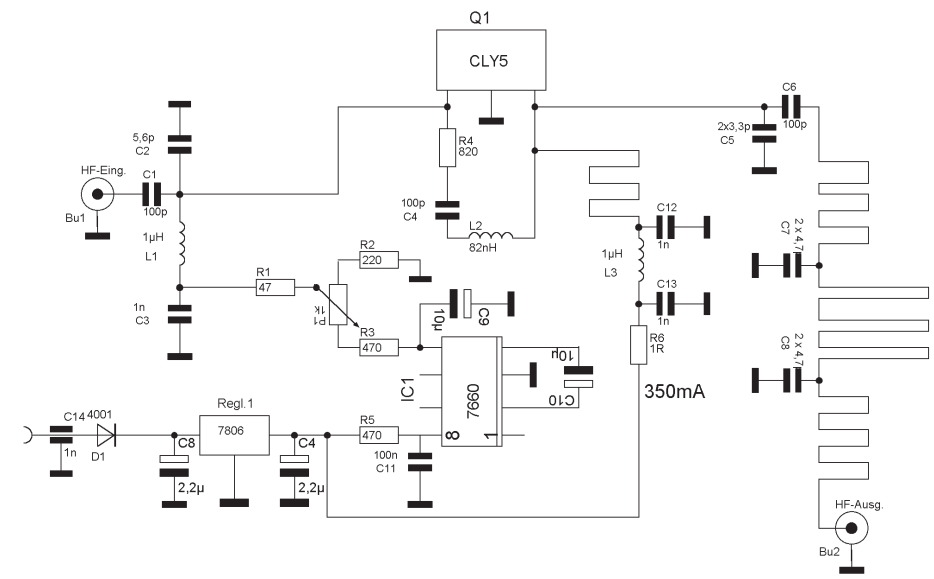 Q1
CLY5
C6
100p
2x3,3p
C5
5,6p
C2
R4
820
HF-Eing.
C1
100p
Bu1
100p
C4
L2
82nH
C12
1n
1µH
L1
1µH
L3
C7
2 x 4,7p
R2
220
R1
47
P1
1k
1n
C3
C13
1n
10µ
C9
R3
470
R6
1R
C8
2 x 4,7p
10µ
C10
IC1
7660
350mA
C14
4001
Regl.1
7806
R5
470
8
1
C8
C4
1n
D1
100n
C11
2,2µ
2,2µ
HF-Ausg.
Bu2